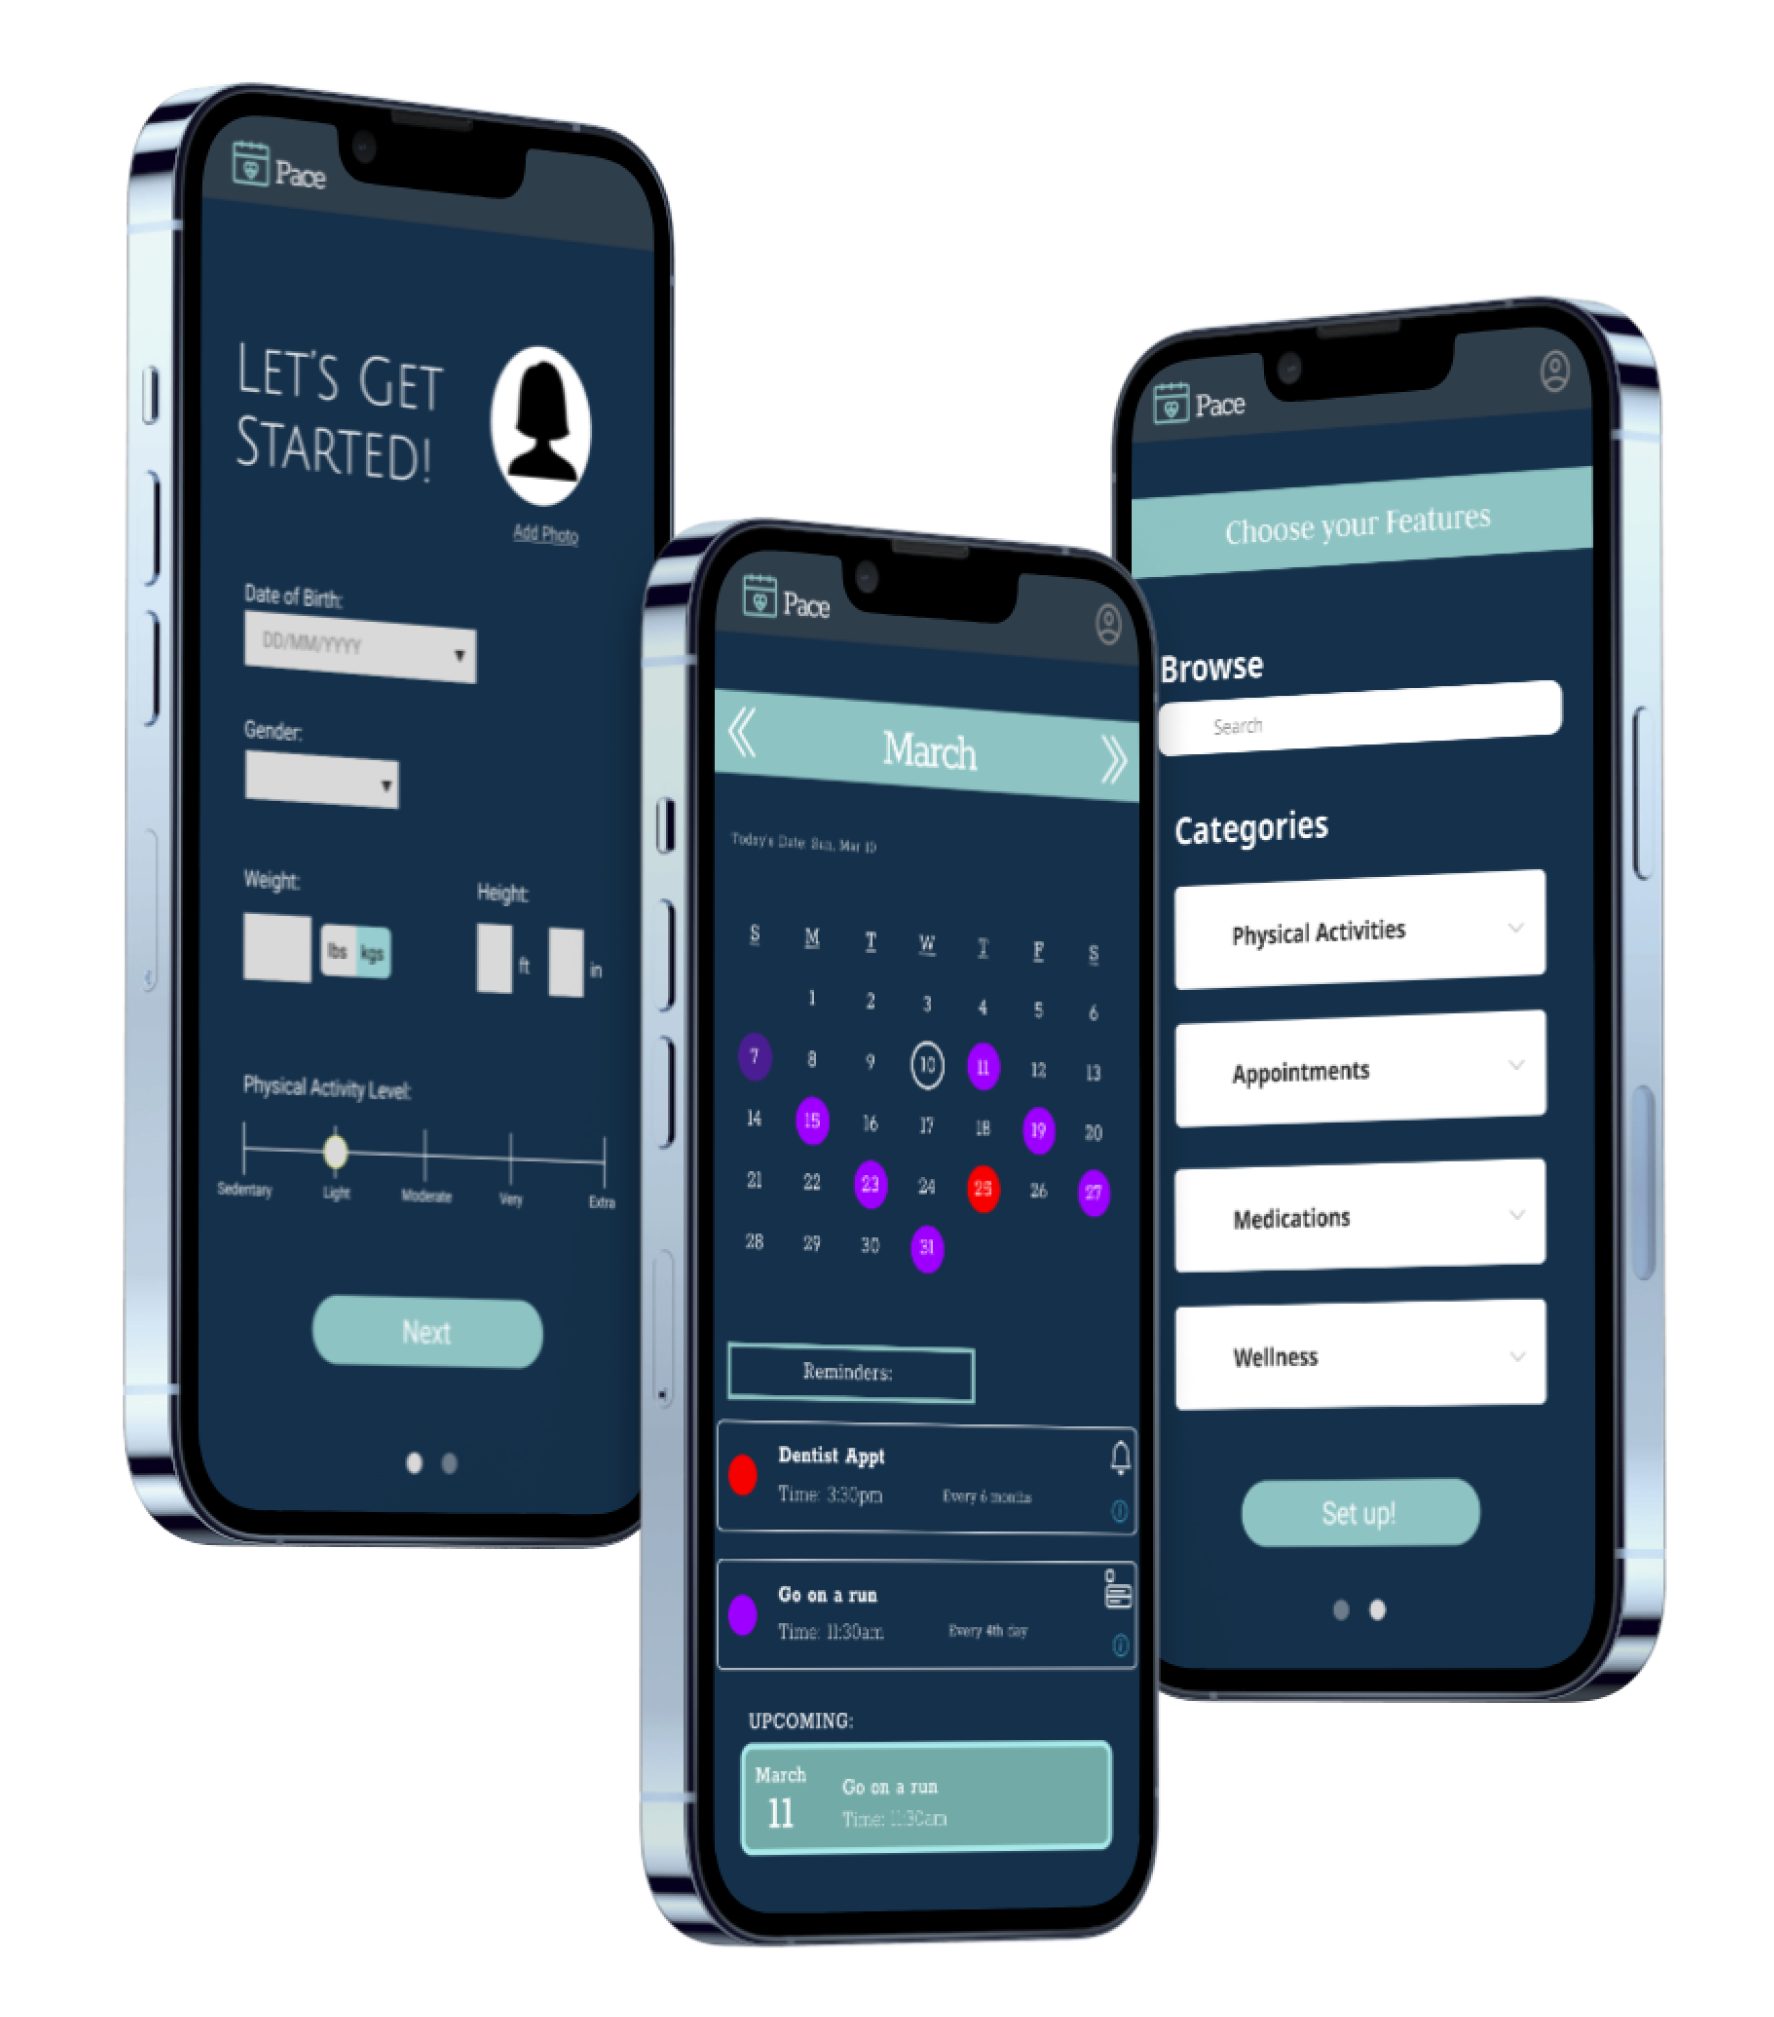 Pace
LET'S GET
STARTED!
Add Photo
Date of Birth:
DD/MM/YYYY
Gender:
Weight:
Height:
lbs kgs
ft
in
Physical Activity Level:
Sedentary Light Moderate Very Extra
Next
Pace
March
Today's Date: Sun, Mar 10
S M T W T F S
1 2 3 4 5 6
7 8 9 10 11 12 13
14 15 16 17 18 19 20
21 22 23 24 25 26 27
28 29 30 31
Reminders:
Dentist Appt
Time: 3:30pm Every 6 months
Go on a run
Time: 11:30am Every 4th day
UPCOMING:
March
11
Go on a run
Time: 11:30am
Pace
Choose your Features
Browse
Search
Categories
Physical Activities
Appointments
Medications
Wellness
Set up!